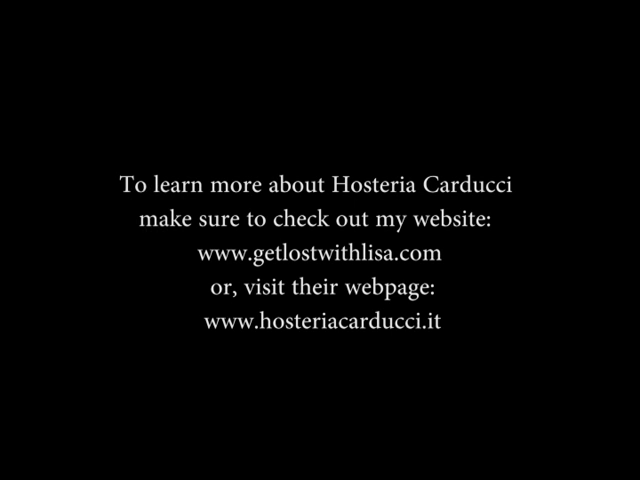 To learn more about Hosteria Carducci
make sure to check out my website:
www.getlostwithlisa.com
or, visit their webpage:
www.hosteriacarducci.it